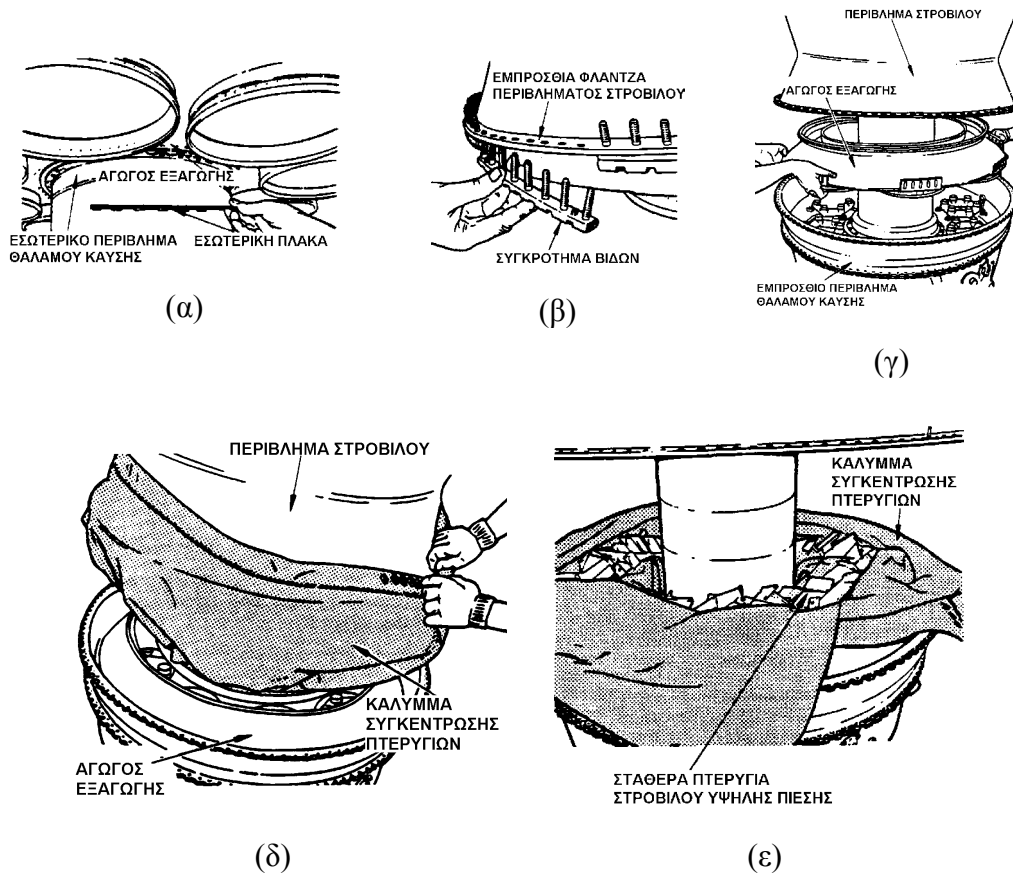 ΑΓΩΓΟΣ ΕΞΑΓΩΓΗΣ
ΕΣΩΤΕΡΙΚΟ ΠΕΡΙΒΛΗΜΑ
ΘΑΛΑΜΟΥ ΚΑΥΣΗΣ
ΕΣΩΤΕΡΙΚΗ ΠΛΑΚΑ
(α)
ΕΜΠΡΟΣΘΙΑ ΦΛΑΝΤΖΑ
ΠΕΡΙΒΛΗΜΑΤΟΣ ΣΤΡΟΒΙΛΟΥ
ΣΥΓΚΡΟΤΗΜΑ ΒΙΔΩΝ
(β)
ΠΕΡΙΒΛΗΜΑ ΣΤΡΟΒΙΛΟΥ
ΑΓΩΓΟΣ ΕΞΑΓΩΓΗΣ
ΕΜΠΡΟΣΘΙΟ ΠΕΡΙΒΛΗΜΑ
ΘΑΛΑΜΟΥ ΚΑΥΣΗΣ
(γ)
ΠΕΡΙΒΛΗΜΑ ΣΤΡΟΒΙΛΟΥ
ΚΑΛΥΜΜΑ
ΣΥΓΚΕΝΤΡΩΣΗΣ
ΠΤΕΡΥΓΙΩΝ
ΑΓΩΓΟΣ
ΕΞΑΓΩΓΗΣ
(δ)
ΚΑΛΥΜΜΑ
ΣΥΓΚΕΝΤΡΩΣΗΣ
ΠΤΕΡΥΓΙΩΝ
ΣΤΑΘΕΡΑ ΠΤΕΡΥΓΙΑ
ΣΤΡΟΒΙΛΟΥ ΥΨΗΛΗΣ ΠΙΕΣΗΣ
(ε)